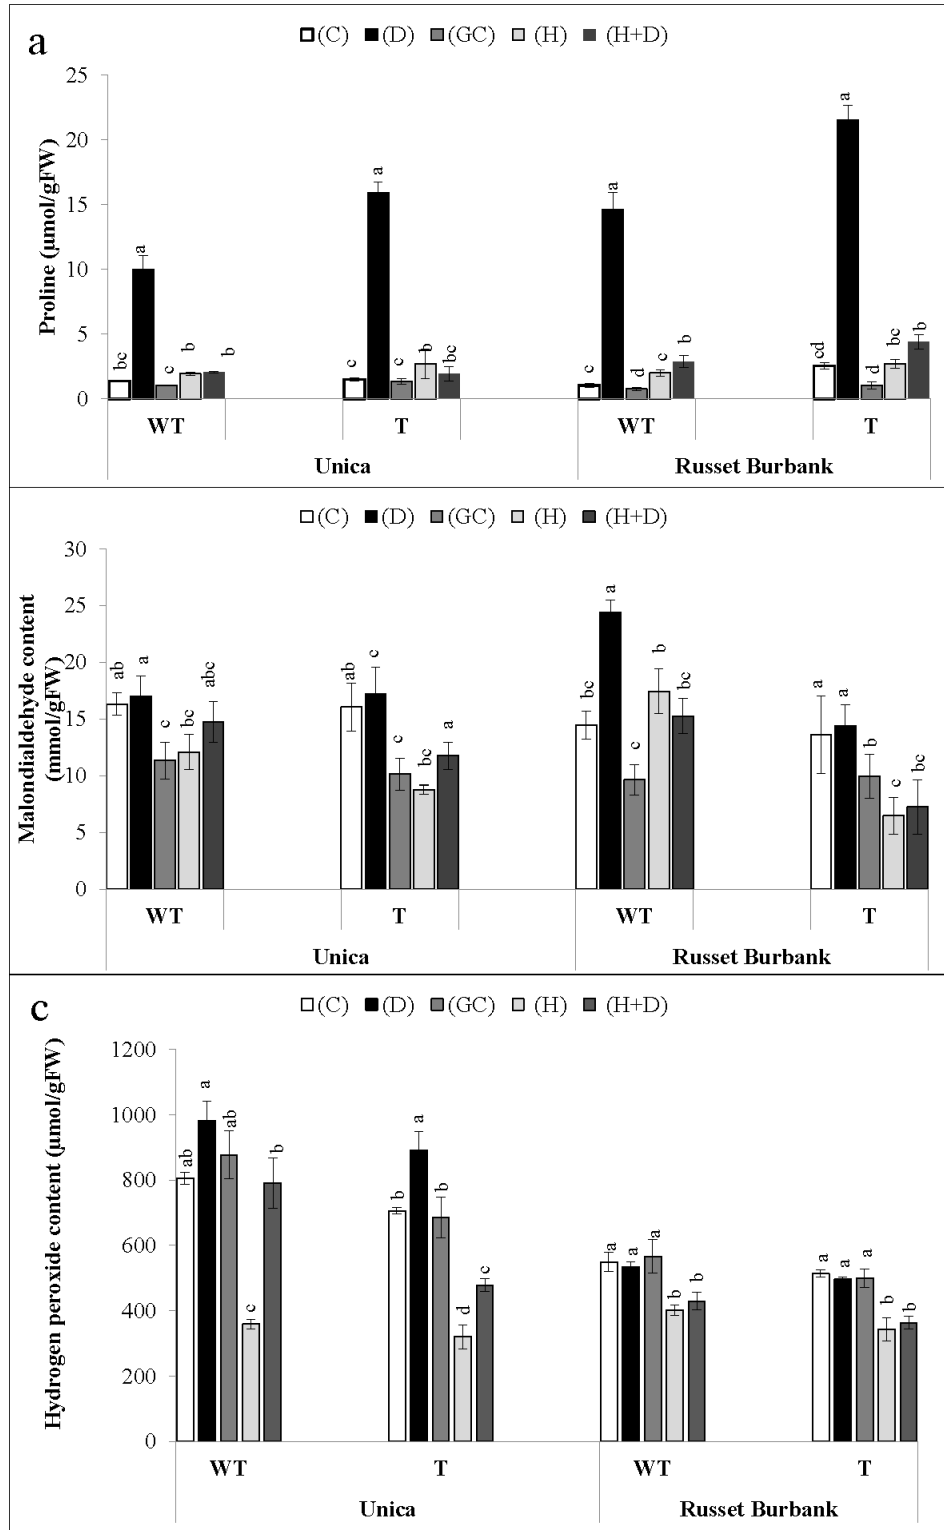 a
(C) (D) (GC) (H) (H+D)
Proline (µmol/gFW)
25
20
15
10
5
0
bc a c b b
c a c b bc
c a d c b
cd a d bc b
WT T WT T
Unica Russet Burbank
(C) (D) (GC) (H) (H+D)
Malondialdehyde content
(mmol/gFW)
30
25
20
15
10
5
0
ab a c bc abc
ab c c bc a
bc a c b bc
a a b c bc
WT T WT T
Unica Russet Burbank
c
(C) (D) (GC) (H) (H+D)
Hydrogen peroxide content (µmol/gFW)
1200
1000
800
600
400
200
0
ab a ab c b
b a b d c
a a a b b
a a a b b
WT T WT T
Unica Russet Burbank